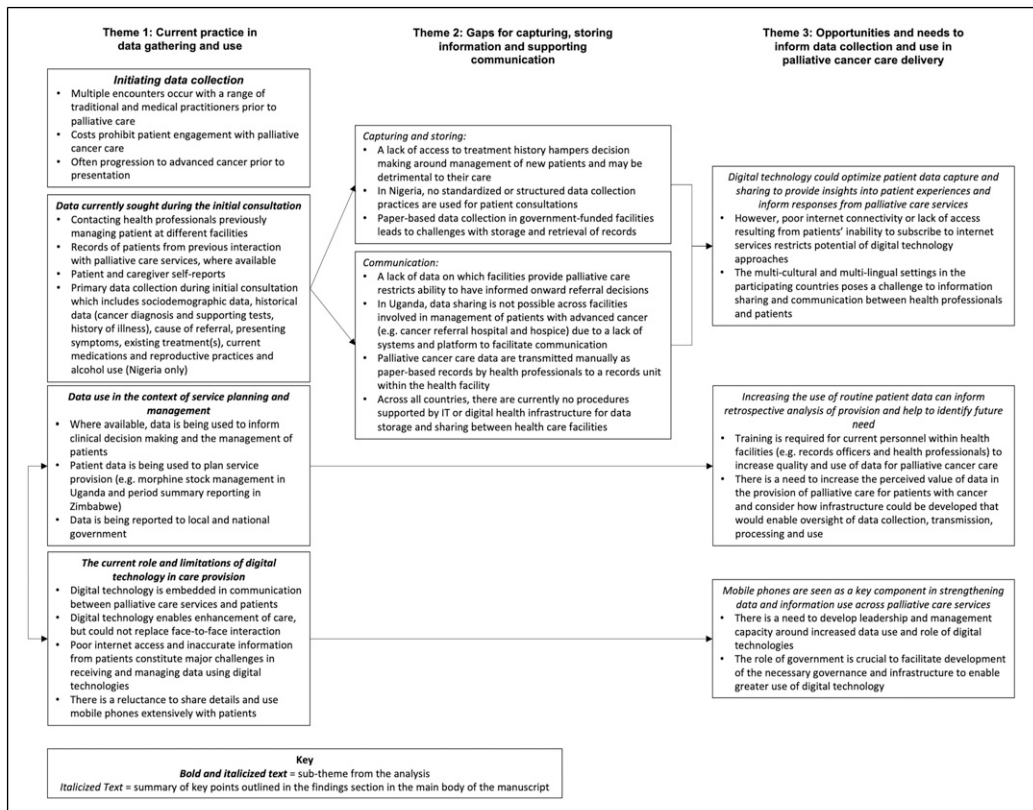 Theme 1: Current practice in
data gathering and use
Initiating data collection
• Multiple encounters occur with a range
of traditional and medical practitioners prior to
palliative care
• Costs prohibit patient engagement with palliative
cancer care
• Often progression to advanced cancer prior to
presentation
Data currently sought during the initial consultation
• Contacting health professionals previously
managing patient at different facilities
• Records of patients from previous interaction
with palliative care services, where available
• Patient and caregiver self-reports
• Primary data collection during initial consultation
which includes sociodemographic data, historical
data (cancer diagnosis and supporting tests,
history of illness), cause of referral, presenting
symptoms, existing treatment(s), current
medications and reproductive practices and
alcohol use (Nigeria only)
Data use in the context of service planning and
management
• Where available, data is being used to inform
clinical decision making and the management of
patients
• Patient data is being used to plan service
provision (e.g. morphine stock management in
Uganda and period summary reporting in
Zimbabwe)
• Data is being reported to local and national
government
The current role and limitations of digital
technology in care provision
• Digital technology is embedded in communication
between palliative care services and patients
• Digital technology enables enhancement of care,
but could not replace face-to-face interaction
• Poor internet access and inaccurate information
from patients constitute major challenges in
receiving and managing data using digital
technologies
• There is a reluctance to share details and use
mobile phones extensively with patients
Theme 2: Gaps for capturing, storing
information and supporting
communication
Capturing and storing:
• A lack of access to treatment history hampers decision
making around management of new patients and may be
detrimental to their care
• In Nigeria, no standardized or structured data collection
practices are used for patient consultations
• Paper-based data collection in government-funded facilities
leads to challenges with storage and retrieval of records
Communication:
• A lack of data on which facilities provide palliative care
restricts ability to have informed onward referral decisions
• In Uganda, data sharing is not possible across facilities
involved in management of patients with advanced cancer
(e.g. cancer referral hospital and hospice) due to a lack of
systems and platform to facilitate communication
• Palliative cancer care data are transmitted manually as
paper-based records by health professionals to a records unit
within the health facility
• Across all countries, there are currently no procedures
supported by IT or digital health infrastructure for data
storage and sharing between health care facilities
Theme 3: Opportunities and needs to
inform data collection and use in
palliative cancer care delivery
Digital technology could optimize patient data capture and
sharing to provide insights into patient experiences and
inform responses from palliative care services
• However, poor internet connectivity or lack of access
resulting from patients' inability to subscribe to internet
services restricts potential of digital technology
approaches
• The multi-cultural and multi-lingual settings in the
participating countries poses a challenge to information
sharing and communication between health professionals
and patients
Increasing the use of routine patient data can inform
retrospective analysis of provision and help to identify future
need
• Training is required for current personnel within health
facilities (e.g. records officers and health professionals) to
increase quality and use of data for palliative cancer care
• There is a need to increase the perceived value of data in
the provision of palliative care for patients with cancer and
consider how infrastructure could be developed that
would enable oversight of data collection, transmission,
processing and use
Mobile phones are seen as a key component in strengthening
data and information use across palliative care services
• There is a need to develop leadership and management
capacity around increased data use and role of digital
technologies
• The role of government is crucial to facilitate development
of the necessary governance and infrastructure to enable
greater use of digital technology
Key
Bold and italicized text = sub-theme from the analysis
Italicized Text = summary of key points outlined in the findings section in the main body of the manuscript